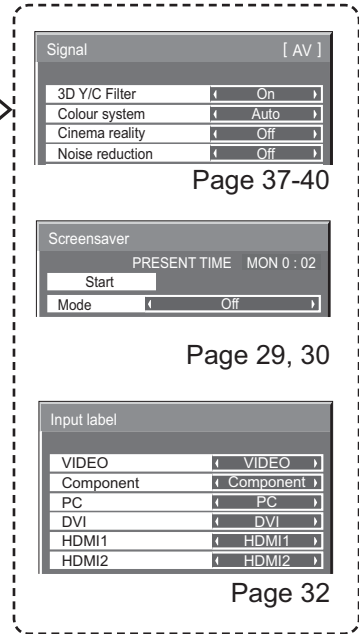 Signal [ AV ]
3D Y/C Filter On
Colour system Auto
Cinema reality Off
Noise reduction Off
Page 37-40
Screensaver
PRESENT TIME MON 0 : 02
Start
Mode Off
Page 29, 30
Input label
VIDEO VIDEO
Component Component
PC PC
DVI DVI
HDMI1 HDMI1
HDMI2 HDMI2
Page 32